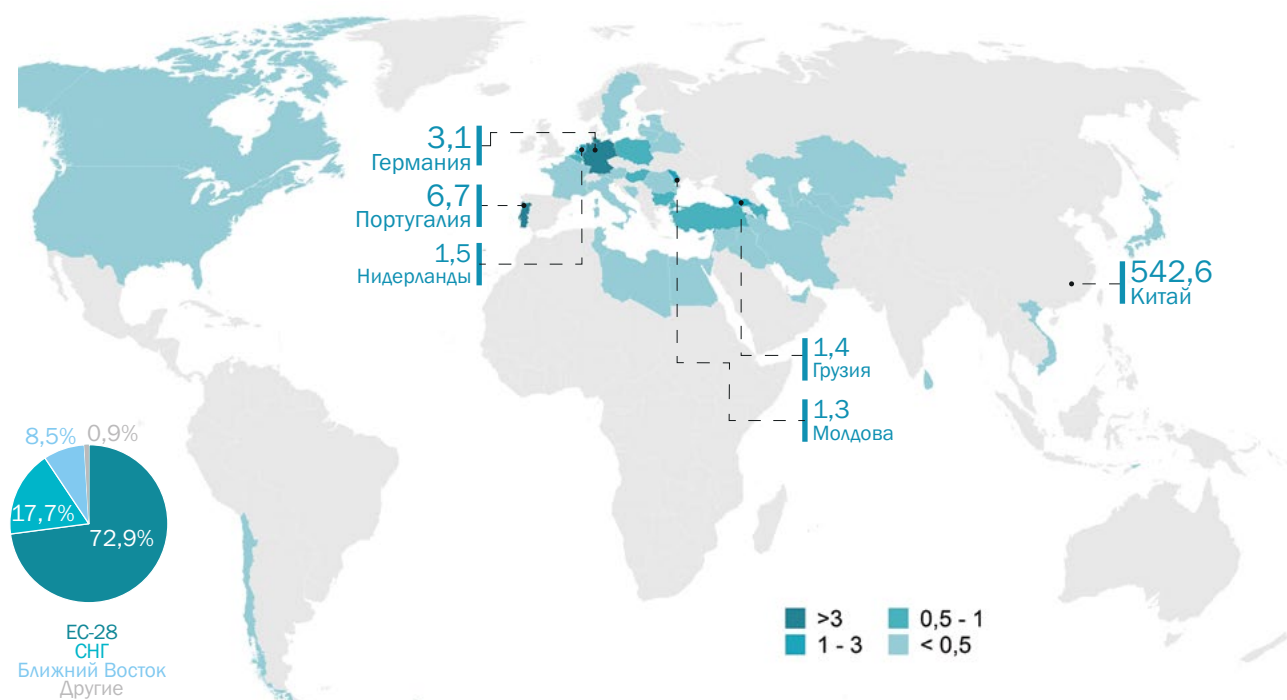 3,1
Германия
6,7
Португалия
1,5
Нидерланды
542,6
Китай
1,4
Грузия
1,3
Молдова
8,5%
0,9%
17,7%
72,9%
ЕС-28
СНГ
Ближний Восток
Другие
>3
0,5 - 1
1 - 3
< 0,5